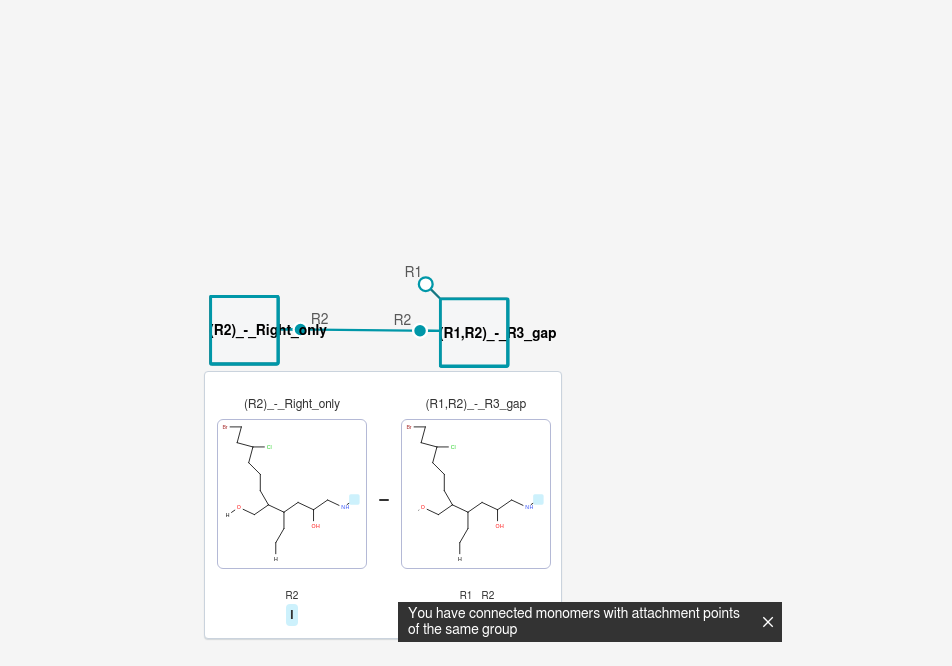 R1
R2
R2
(R2)_-_Right_only
(R1,R2)_-_R3_gap
(R2)_-_Right_only
(R1,R2)_-_R3_gap
Br
Cl
H
O
OH
NH
H
Br
Cl
O
OH
NH
H
R2
R1 R2
I
You have connected monomers with attachment points
of the same group